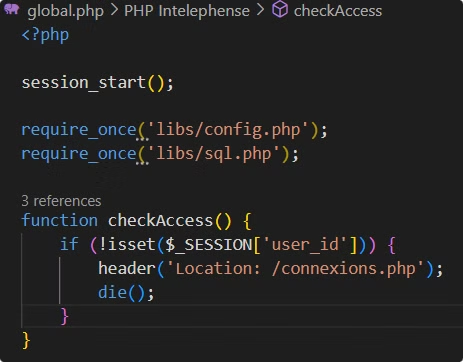 global.php > PHP Intelephense > checkAccess
<?php
session_start();
require_once('libs/config.php');
require_once('libs/sql.php');
3 references
function checkAccess() {
if (!isset($_SESSION['user_id'])) {
header('Location: /connexions.php');
die();
}
}